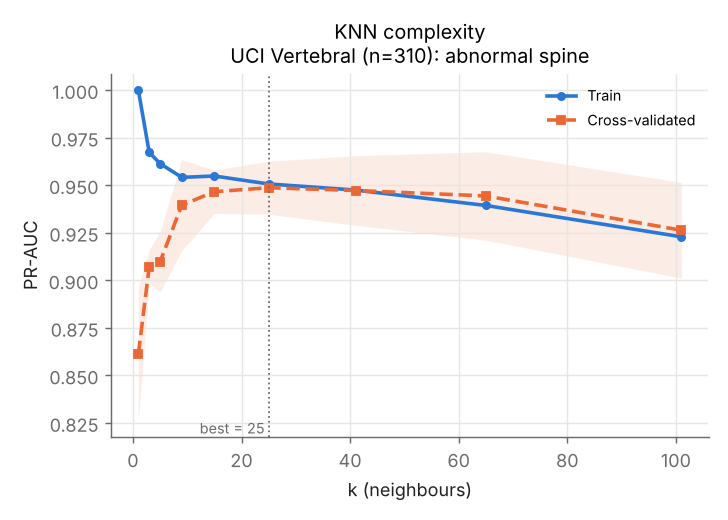 KNN complexity
UCI Vertebral (n=310): abnormal spine
Train
Cross-validated
PR-AUC
1.000
0.975
0.950
0.925
0.900
0.875
0.850
0.825
best = 25
0 20 40 60 80 100
k (neighbours)